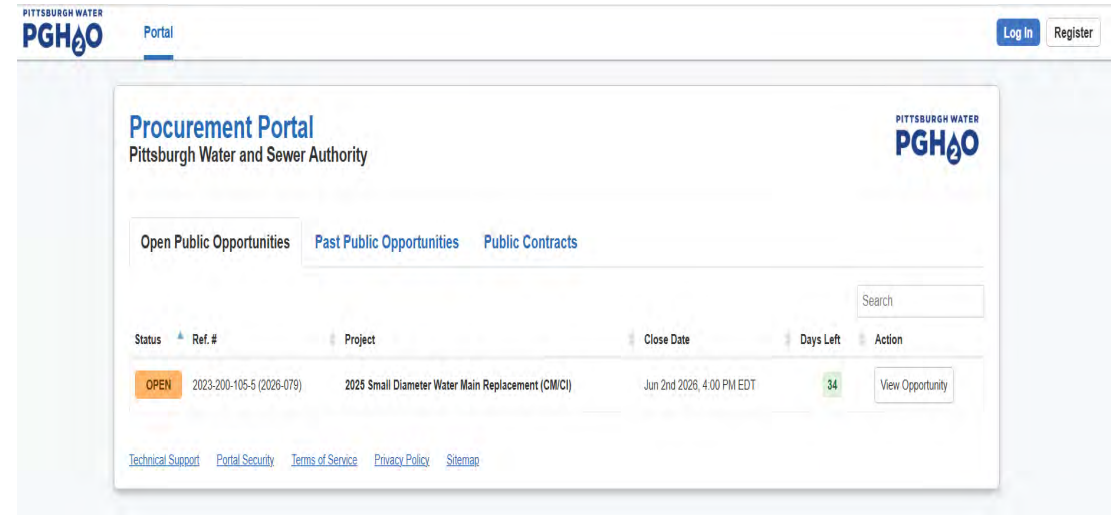 PITTSBURGH WATER
PGH2O
Portal
Log In
Register
Procurement Portal
Pittsburgh Water and Sewer Authority
PITTSBURGH WATER
PGH2O
Open Public Opportunities
Past Public Opportunities
Public Contracts
Search
Status
Ref. #
Project
Close Date
Days Left
Action
OPEN
2023-200-105-5 (2026-079)
2025 Small Diameter Water Main Replacement (CM/CI)
Jun 2nd 2026, 4:00 PM EDT
34
View Opportunity
Technical Support
Portal Security
Terms of Service
Privacy Policy
Sitemap